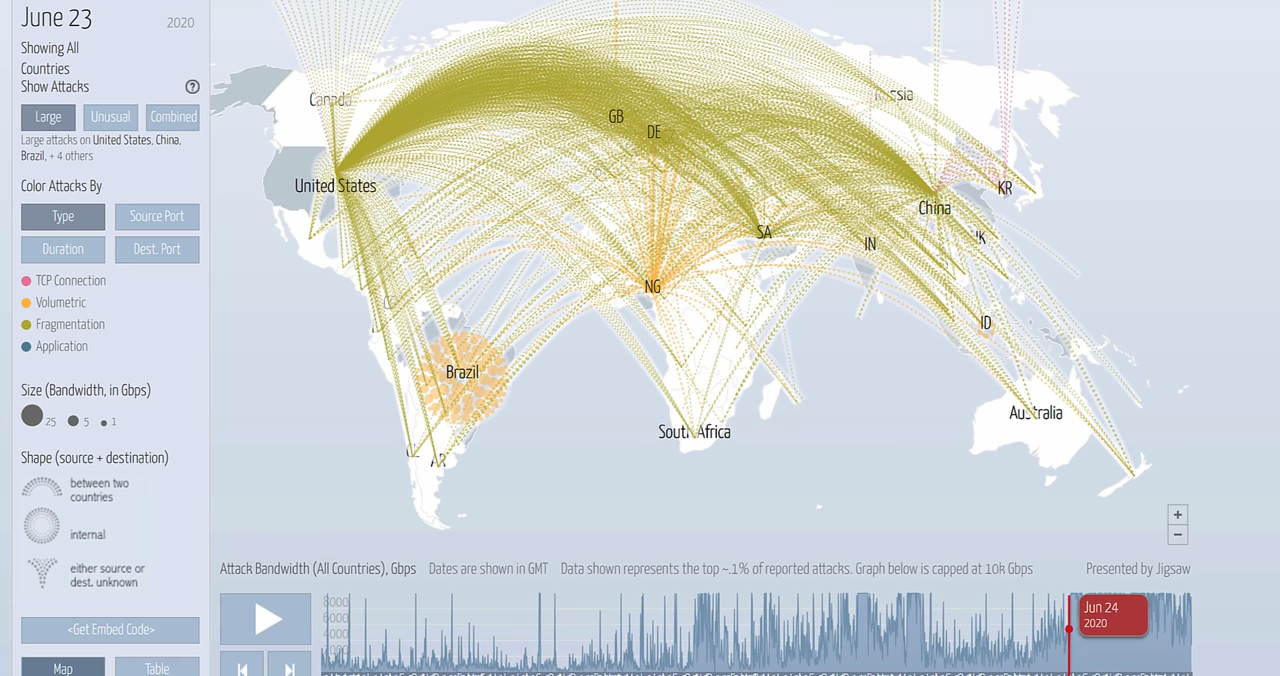 June 23
2020
Showing All
Countries
Show Attacks
?
Large
Unusual
Combined
Large attacks on United States, China,
Brazil, + 4 others
Color Attacks By
Type
Source Port
Duration
Dest. Port
TCP Connection
Volumetric
Fragmentation
Application
Size (Bandwidth, in Gbps)
25 5 1
Shape (source + destination)
between two
countries
internal
either source or
dest. unknown
<Get Embed Code>
Map
Table
Canada
GB
DE
United States
KR
China
SA
IN
NG
ID
Brazil
Australia
South Africa
AR
+
−
Attack Bandwidth (All Countries), Gbps
Dates are shown in GMT
Data shown represents the top ~.1% of reported attacks. Graph below is capped at 10k Gbps
Presented by Jigsaw
8000
6000
4000
Jun 24
2020